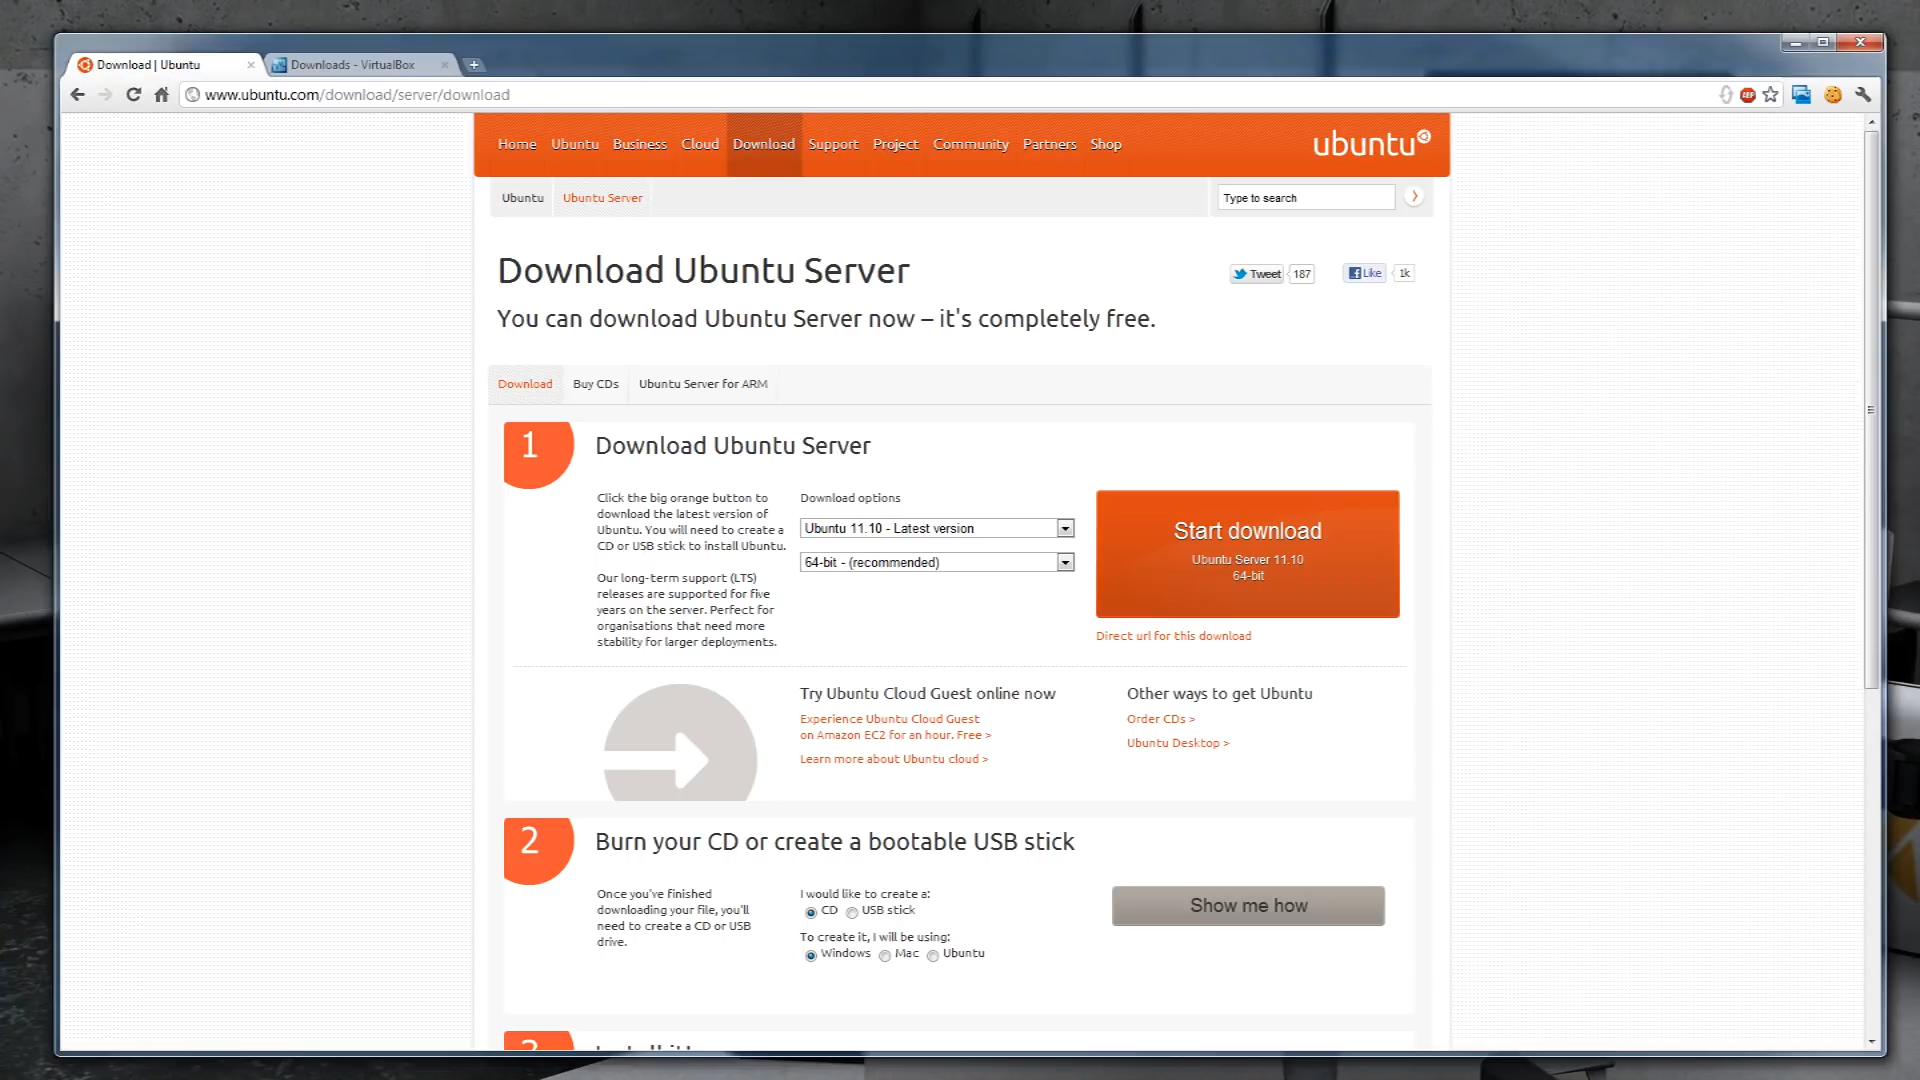 Download | Ubuntu
Downloads - VirtualBox
www.ubuntu.com/download/server/download
ABP
Home Ubuntu Business Cloud Download Support Project Community Partners Shop
ubuntu
Ubuntu Ubuntu Server
Type to search
Download Ubuntu Server
Tweet 187
Like 1k
You can download Ubuntu Server now – it's completely free.
Download Buy CDs Ubuntu Server for ARM
1
Download Ubuntu Server
Click the big orange button to
download the latest version of
Ubuntu. You will need to create a
CD or USB stick to install Ubuntu.
Our long-term support (LTS)
releases are supported for five
years on the server. Perfect for
organisations that need more
stability for larger deployments.
Download options
Ubuntu 11.10 - Latest version
64-bit - (recommended)
Start download
Ubuntu Server 11.10
64-bit
Direct url for this download
Try Ubuntu Cloud Guest online now
Experience Ubuntu Cloud Guest
on Amazon EC2 for an hour. Free >
Learn more about Ubuntu cloud >
Other ways to get Ubuntu
Order CDs >
Ubuntu Desktop >
2
Burn your CD or create a bootable USB stick
Once you've finished
downloading your file, you'll
need to create a CD or USB
drive.
I would like to create a:
CD USB stick
To create it, I will be using:
Windows Mac Ubuntu
Show me how